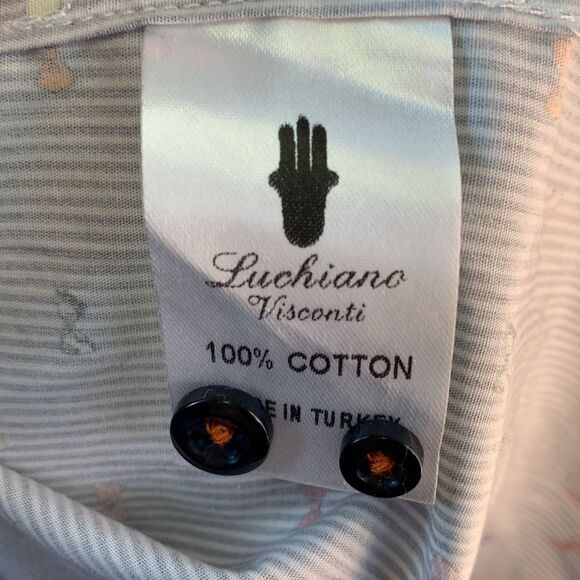 Luchiano
Visconti
100% COTTON
E IN TURKEY